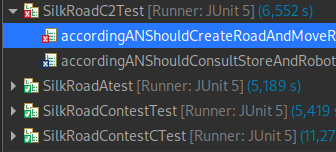 SilkRoadC2Test [Runner: JUnit 5] (6,552 s)
accordingANShouldCreateRoadAndMoveR
accordingANShouldConsultStoreAndRobot
SilkRoadAtest [Runner: JUnit 5] (5,189 s)
SilkRoadContestTest [Runner: JUnit 5] (5,419 s
SilkRoadContestCTest [Runner: JUnit 5] (11,27